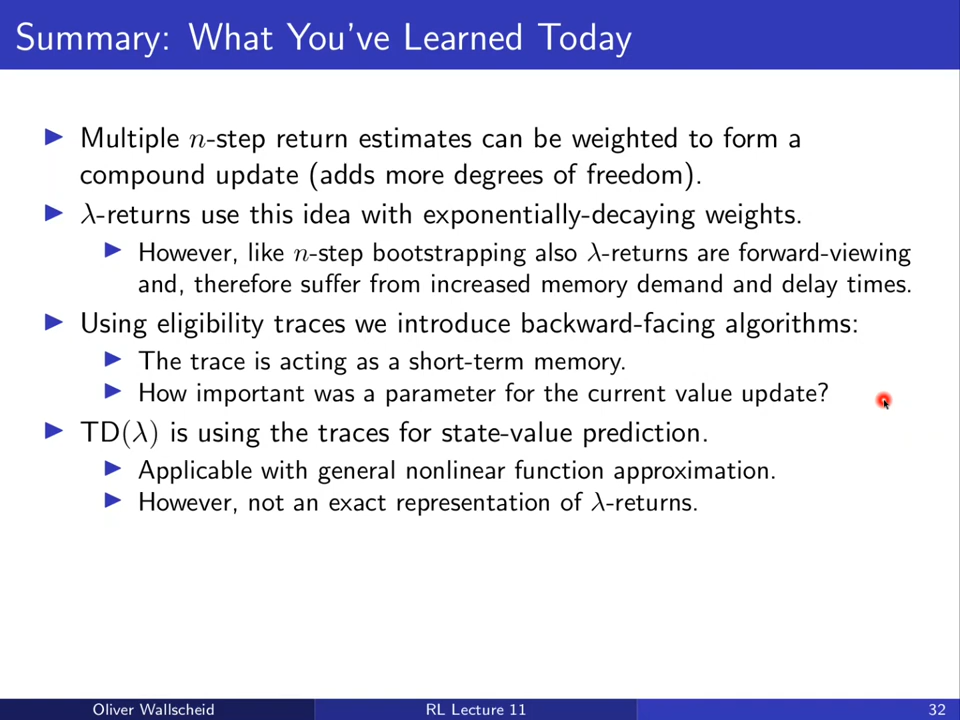 Summary: What You've Learned Today
▶ Multiple n-step return estimates can be weighted to form a
compound update (adds more degrees of freedom).
▶ λ-returns use this idea with exponentially-decaying weights.
▶ However, like n-step bootstrapping also λ-returns are forward-viewing
and, therefore suffer from increased memory demand and delay times.
▶ Using eligibility traces we introduce backward-facing algorithms:
▶ The trace is acting as a short-term memory.
▶ How important was a parameter for the current value update?
▶ TD(λ) is using the traces for state-value prediction.
▶ Applicable with general nonlinear function approximation.
▶ However, not an exact representation of λ-returns.
Oliver Wallscheid RL Lecture 11 32